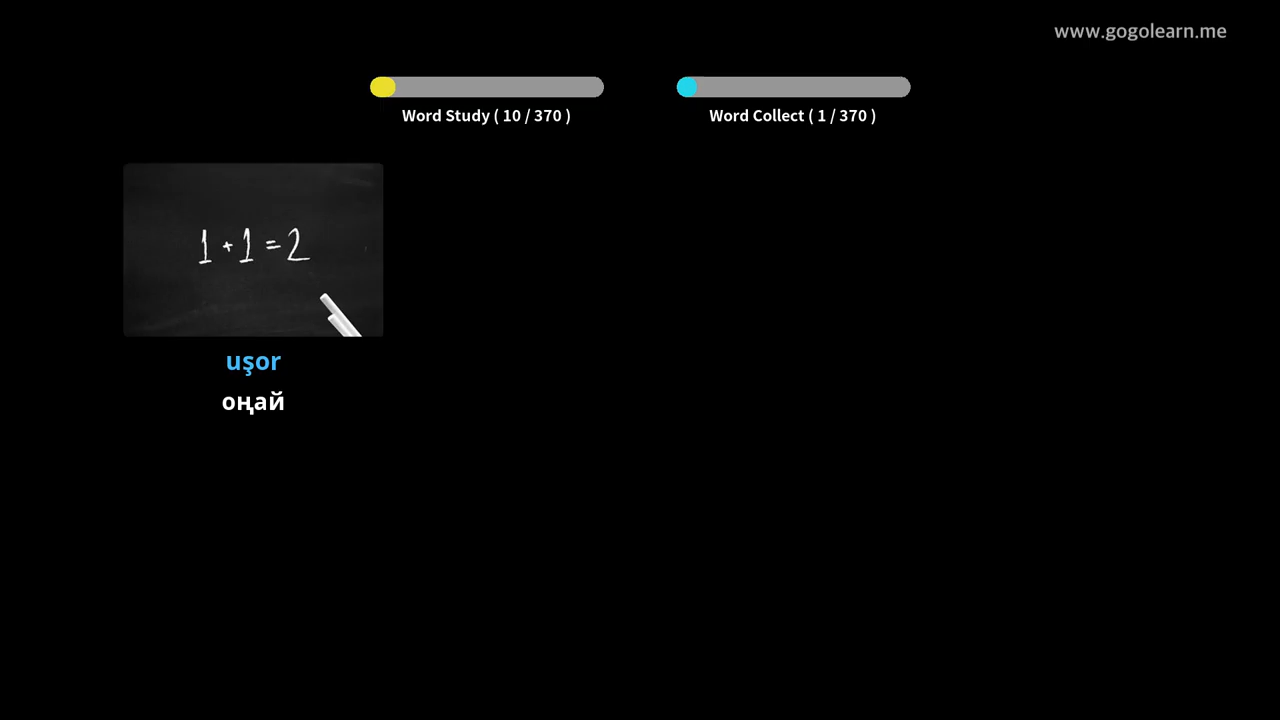 www.gogolearn.me
Word Study ( 10 / 370 )
Word Collect ( 1 / 370 )
1 + 1 = 2
uşor
оңай